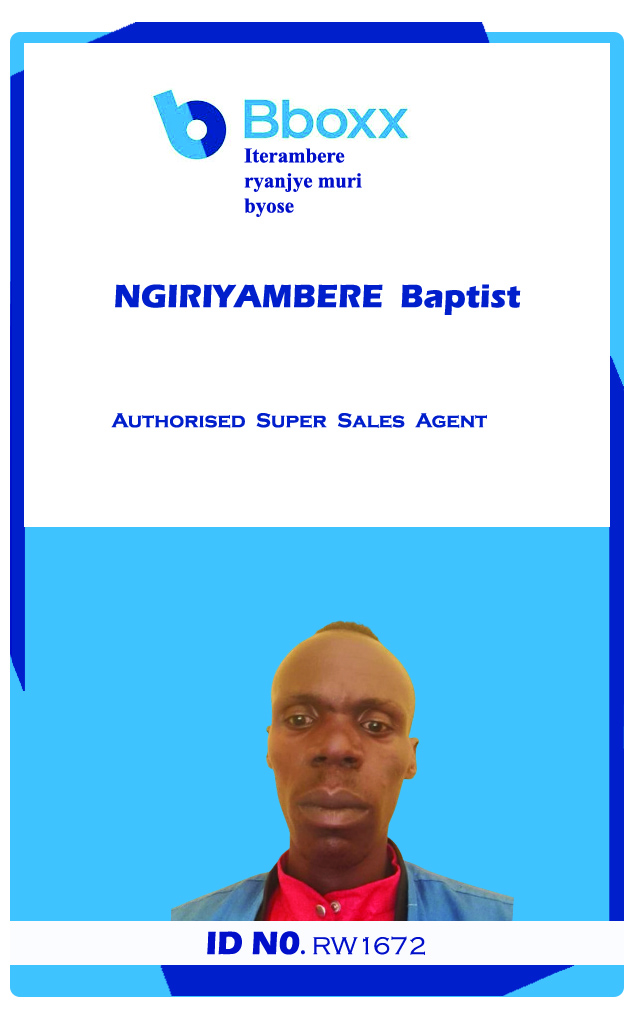 Bboxx
Iterambere
ryanjye muri
byose
NGIRIYAMBERE Baptist
AUTHORISED SUPER SALES AGENT
ID N0. RW1672